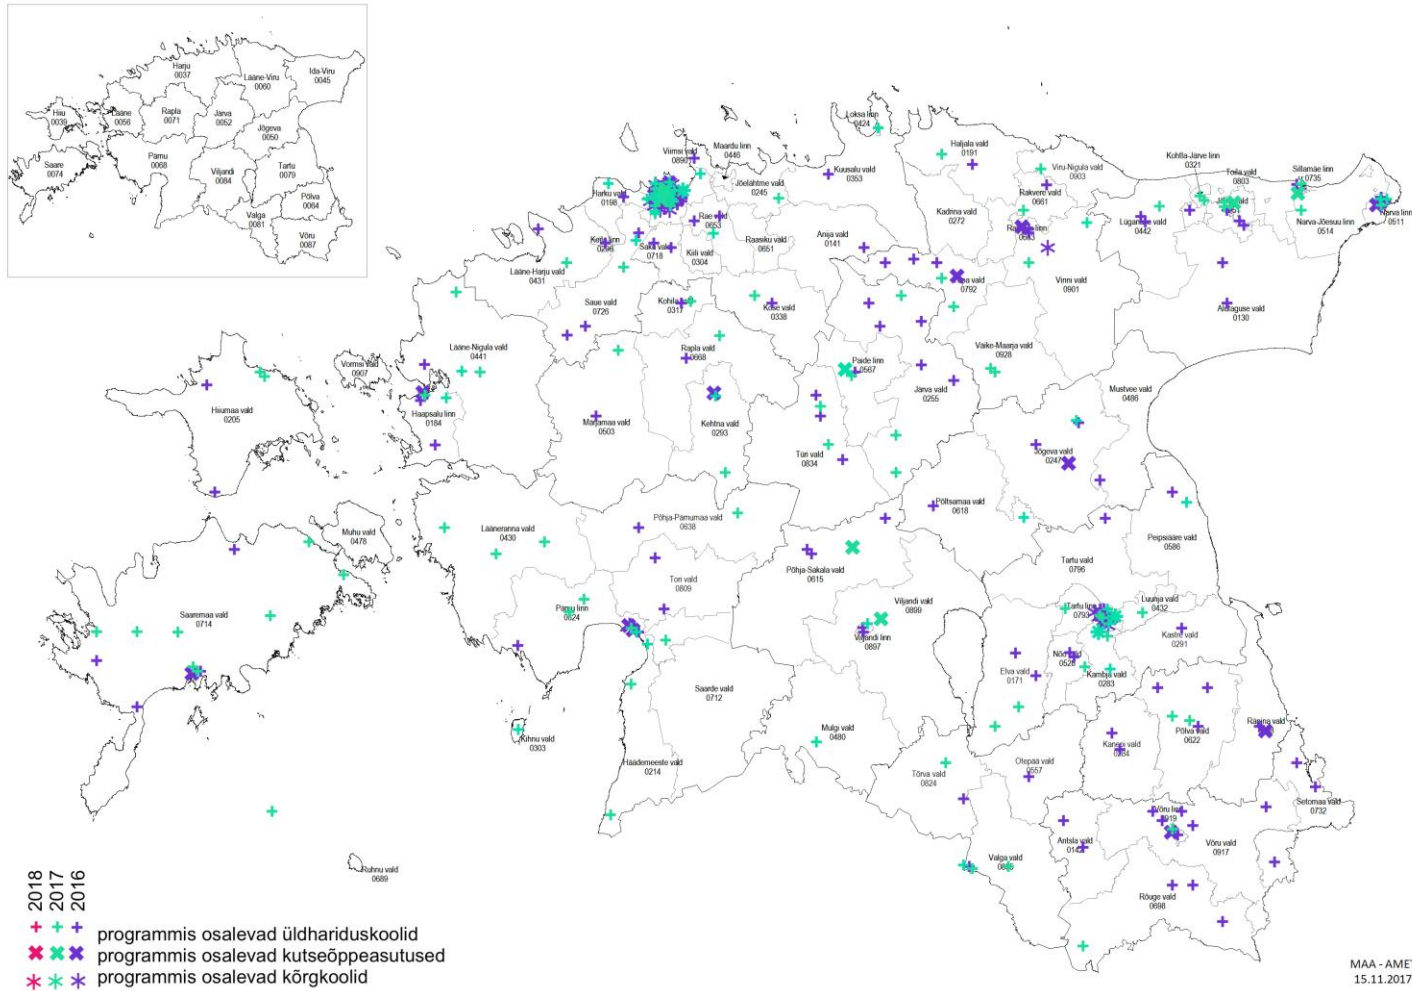 Harju
0037
Lääne-Viru
0060
Ida-Viru
0045
Hiiu
0039
Lääne
0056
Rapla
0071
Järva
0052
Jõgeva
0050
Saare
0074
Pärnu
0068
Viljandi
0084
Tartu
0079
Põlva
0064
Valga
0081
Võru
0087
Loksa linn
0424
Viimsi vald
0890
Maardu linn
0446
Haljala vald
0191
Kohtla-Järve linn
0321
Toila vald
0803
Sillamäe linn
0735
Viru-Nigula vald
0903
Kuusalu vald
0353
Jõelähtme vald
0245
Harku vald
0198
Rakvere vald
0661
Kadrina vald
0272
Lüganuse vald
0442
Narva-Jõesuu linn
0514
Narva linn
0511
Rae vald
0653
Anija vald
0141
Raasiku vald
0651
Saku vald
0718
Kiili vald
0304
Lääne-Harju vald
0431
0792
Vinni vald
0901
Saue vald
0726
Kose vald
0338
0317
Alutaguse vald
0130
Lääne-Nigula vald
0441
Rapla vald
0668
Väike-Maarja vald
0928
Vormsi vald
0907
Paide linn
0567
Järva vald
0255
Mustvee vald
0486
Hiiumaa vald
0205
Haapsalu linn
0184
Märjamaa vald
0503
Kehtna vald
0293
Türi vald
0834
Jõgeva vald
0247
Põltsamaa vald
0618
Muhu vald
0478
Lääneranna vald
0430
Põhja-Pärnumaa vald
0638
Peipsiääre vald
0586
Põhja-Sakala vald
0615
Tartu vald
0796
Tori vald
0809
Viljandi vald
0899
Saaremaa vald
0714
Pärnu linn
0624
Tartu linn
0793
Luunja vald
0432
Viljandi linn
0897
Kastre vald
0291
Nõo vald
0528
Elva vald
0171
Kambja vald
0283
Saarde vald
0712
Kihnu vald
0303
Mulgi vald
0480
Põlva vald
0622
Räpina vald
Kanepi vald
0284
Häädemeeste vald
0214
Tõrva vald
0824
Otepää vald
0557
Setomaa vald
0732
Võru linn
0919
Antsla vald
0142
Võru vald
0917
Valga vald
Ruhnu vald
0689
Rõuge vald
0698
2018
2017
2016
programmis osalevad üldhariduskoolid
programmis osalevad kutseõppeasutused
programmis osalevad kõrgkoolid
MAA - AMET
15.11.2017